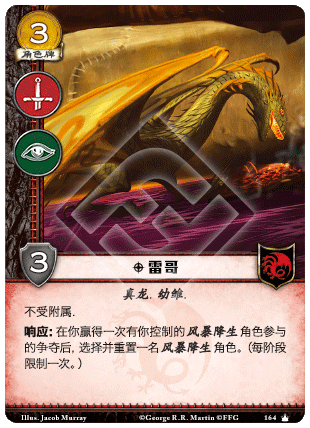 3
角色牌
3
雷哥
真龙. 幼雏.
不受附属.
响应: 在你赢得一次有你控制的风暴降生角色参与
的争夺后, 选择并重置一名风暴降生角色。(每阶段
限制一次。)
Illus. Jacob Murray ©George R.R. Martin ©FFG 164